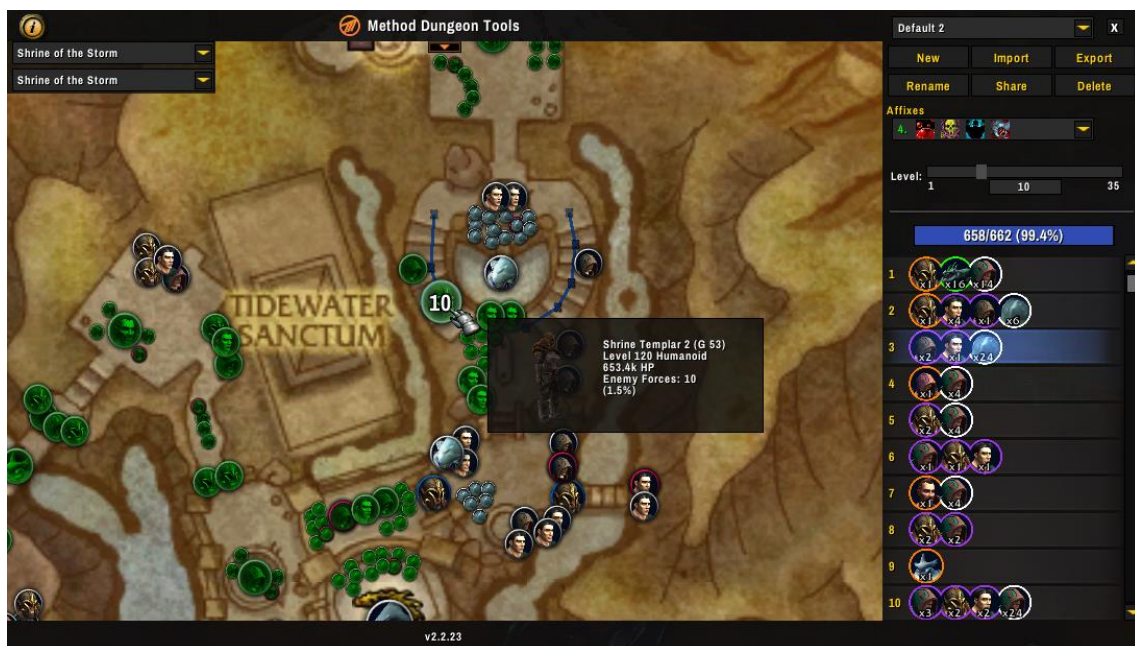 Method Dungeon Tools
Default 2
X
Shrine of the Storm
Shrine of the Storm
New Import Export
Rename Share Delete
Affixes
4.
Level:
1 10 35
658/662 (99.4%)
1 x1 x16 x14
2 x1 x4 x1 x6
3 x2 x1 x24
4 x1 x4
5 x2 x4
6 x1 x1 x1
7 x1 x4
8 x2 x2
9 x1
10 x3 x2 x2 x24
10
TIDEWATER
SANCTUM
Shrine Templar 2 (G 53)
Level 120 Humanoid
653.4k HP
Enemy Forces: 10
(1.5%)
v2.2.23